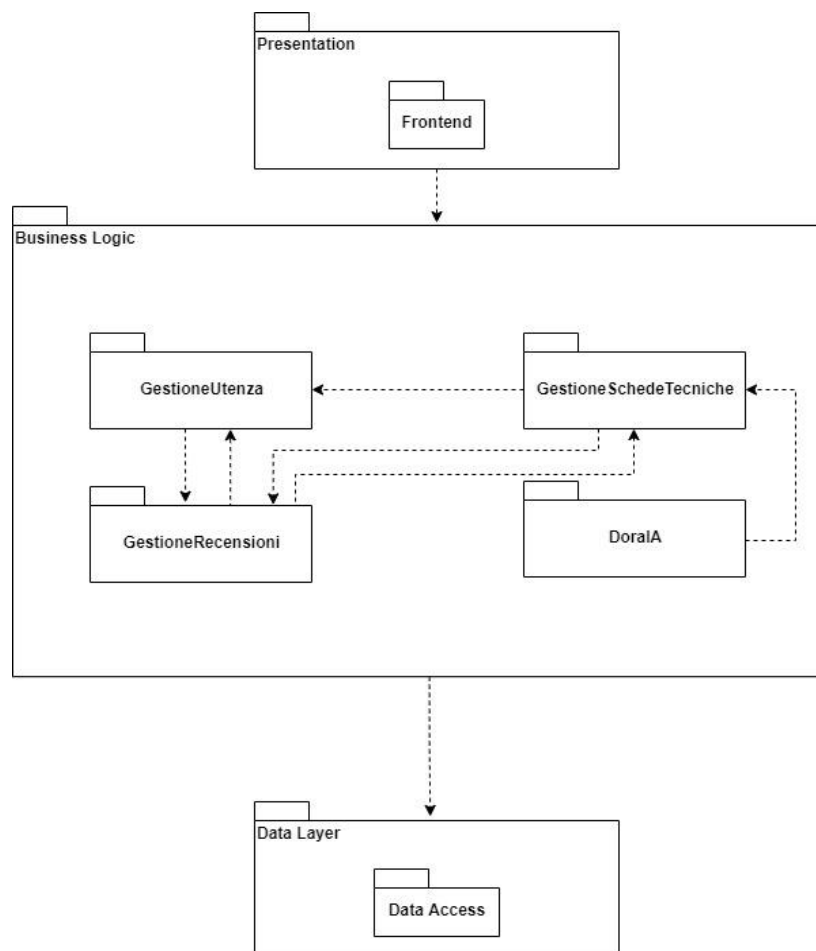 Presentation
Frontend
Business Logic
GestioneUtenza
GestioneSchedeTecniche
GestioneRecensioni
DoraIA
Data Layer
Data Access